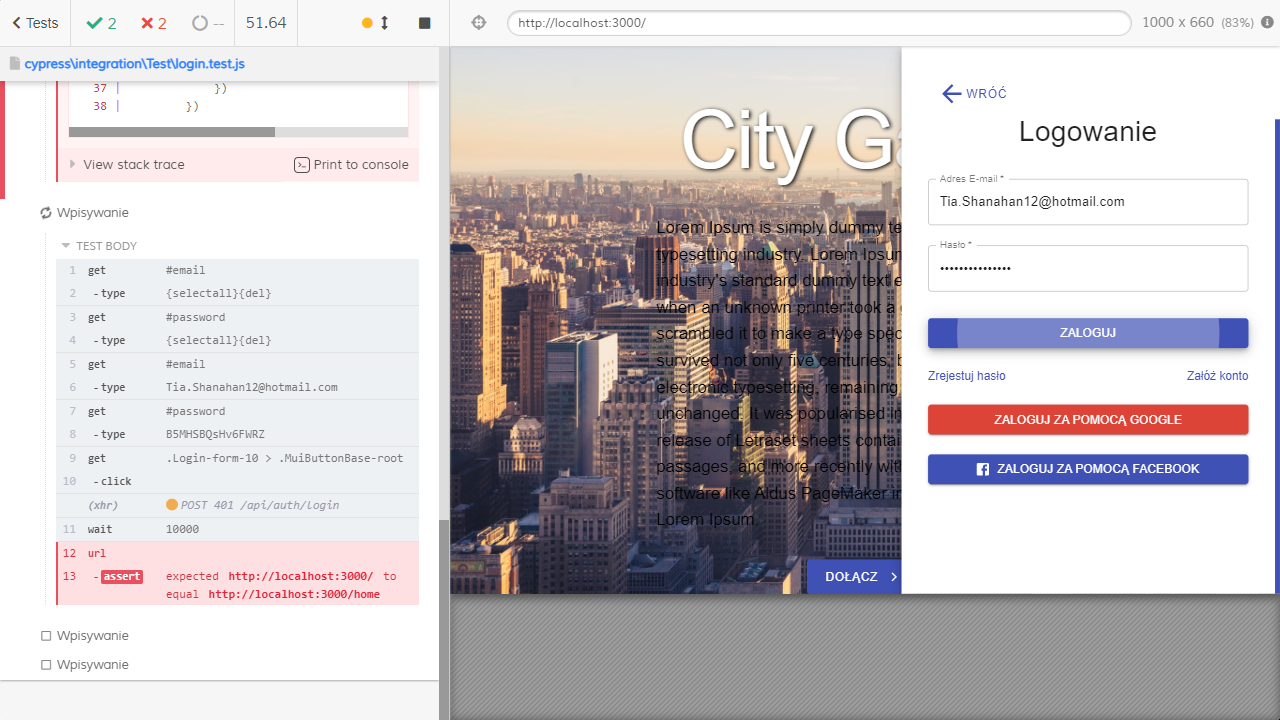 Tests
2
2
--
51.64
http://localhost:3000/
1000 x 660 (83%)
cypress\integration\Test\login.test.js
37 | })
38 | })
View stack trace
Print to console
Wpisywanie
TEST BODY
1 get #email
2 -type {selectall}{del}
3 get #password
4 -type {selectall}{del}
5 get #email
6 -type Tia.Shanahan12@hotmail.com
7 get #password
8 -type B5MHSBQsHv6FWRZ
9 get .Login-form-10 > .MuiButtonBase-root
10 -click
(xhr) POST 401 /api/auth/login
11 wait 10000
12 url
13 -assert expected http://localhost:3000/ to
equal http://localhost:3000/home
Wpisywanie
Wpisywanie
City Ga
Lorem Ipsum is simply dummy te
typesetting industry. Lorem Ipsum
industry's standard dummy text e
when an unknown printer took a
scrambled it to make a type spec
survived not only five centuries, b
electronic typesetting, remaining
unchanged. It was popularised in
release of Letraset sheets contai
passages, and more recently with
software like Aldus PageMaker in
Lorem Ipsum.
DOŁĄCZ
WRÓĆ
Logowanie
Adres E-mail *
Tia.Shanahan12@hotmail.com
Hasło *
•••••••••••••••
ZALOGUJ
Zrejestuj hasło
Załóż konto
ZALOGUJ ZA POMOCĄ GOOGLE
ZALOGUJ ZA POMOCĄ FACEBOOK